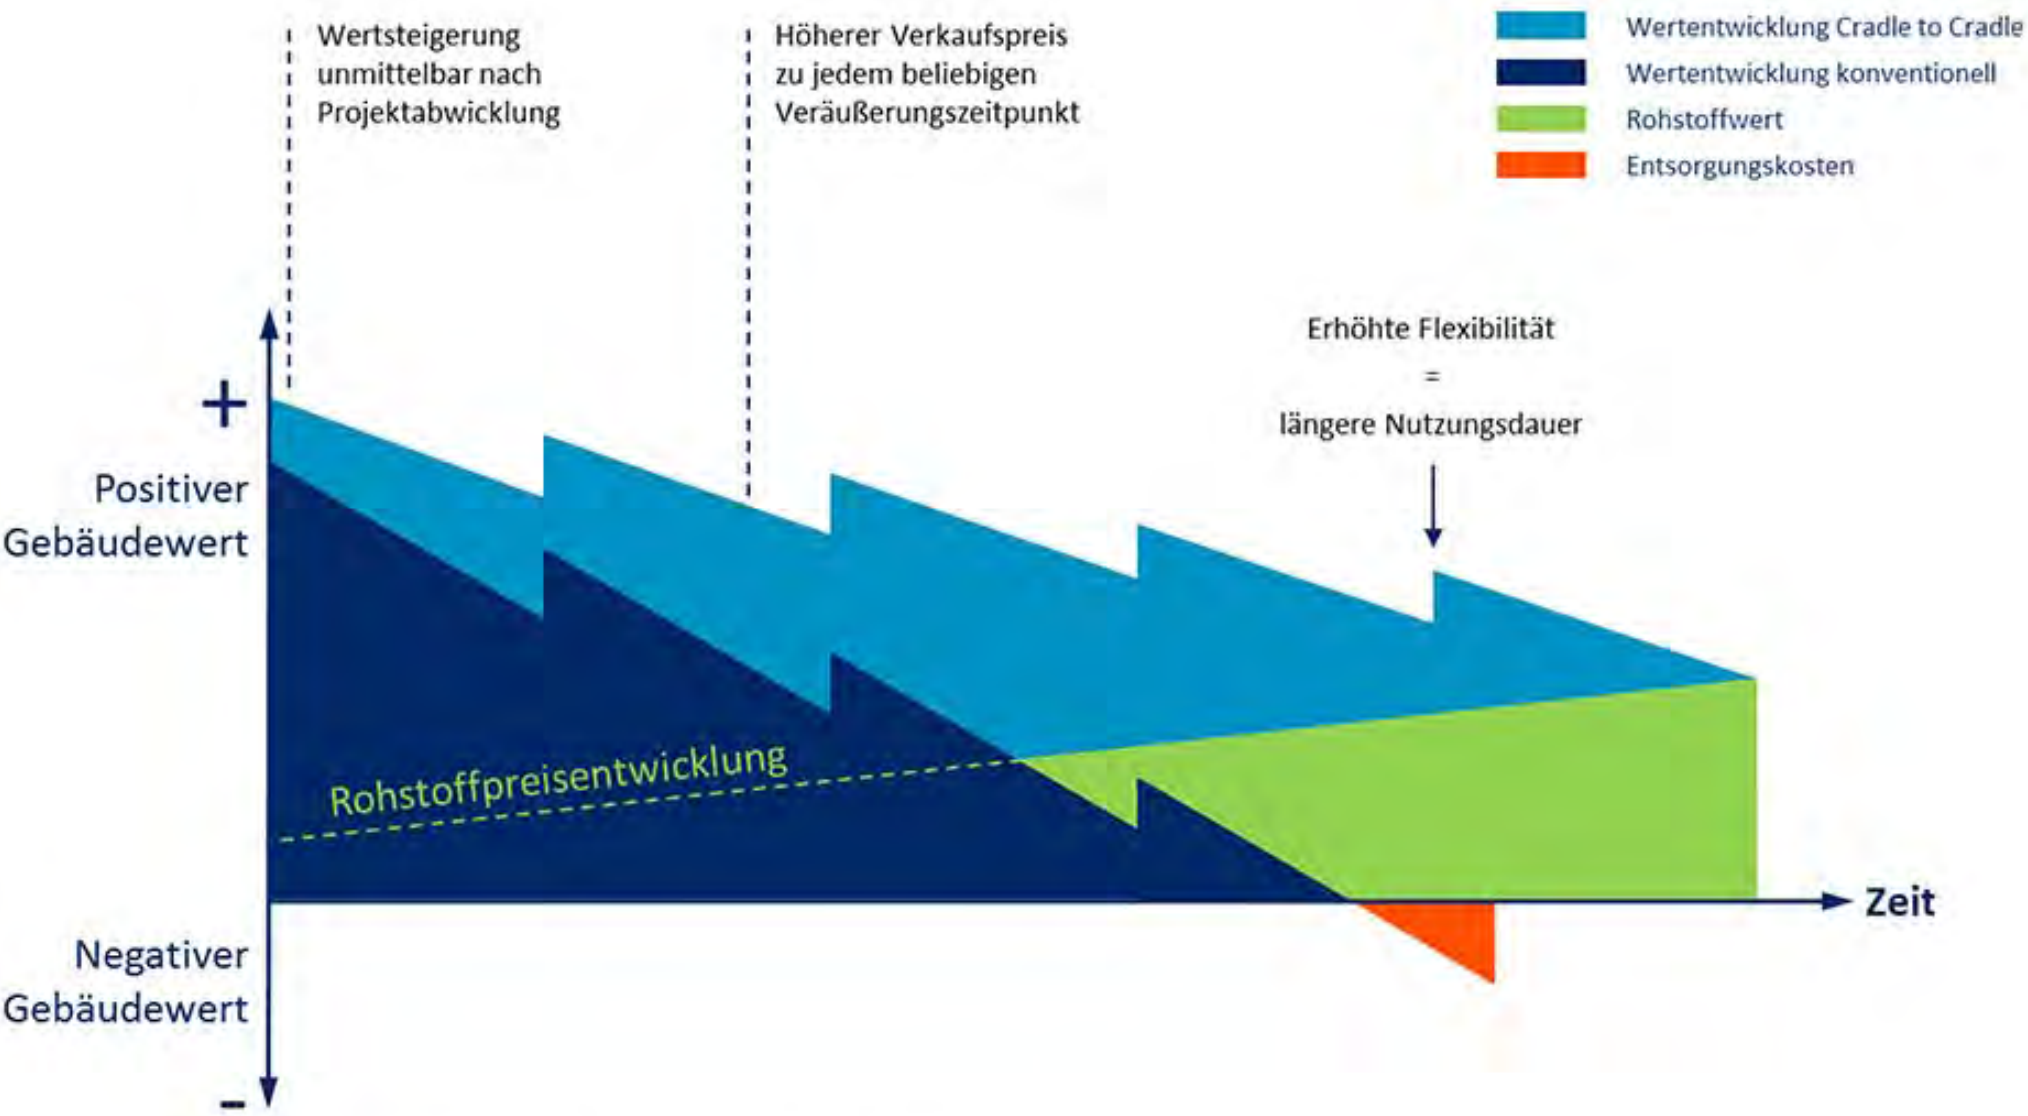 Wertsteigerung
unmittelbar nach
Projektabwicklung
Höherer Verkaufspreis
zu jedem beliebigen
Veräußerungszeitpunkt
Wertentwicklung Cradle to Cradle
Wertentwicklung konventionell
Rohstoffwert
Entsorgungskosten
Erhöhte Flexibilität
=
längere Nutzungsdauer
+
Positiver
Gebäudewert
Rohstoffpreisentwicklung
Zeit
Negativer
Gebäudewert
-